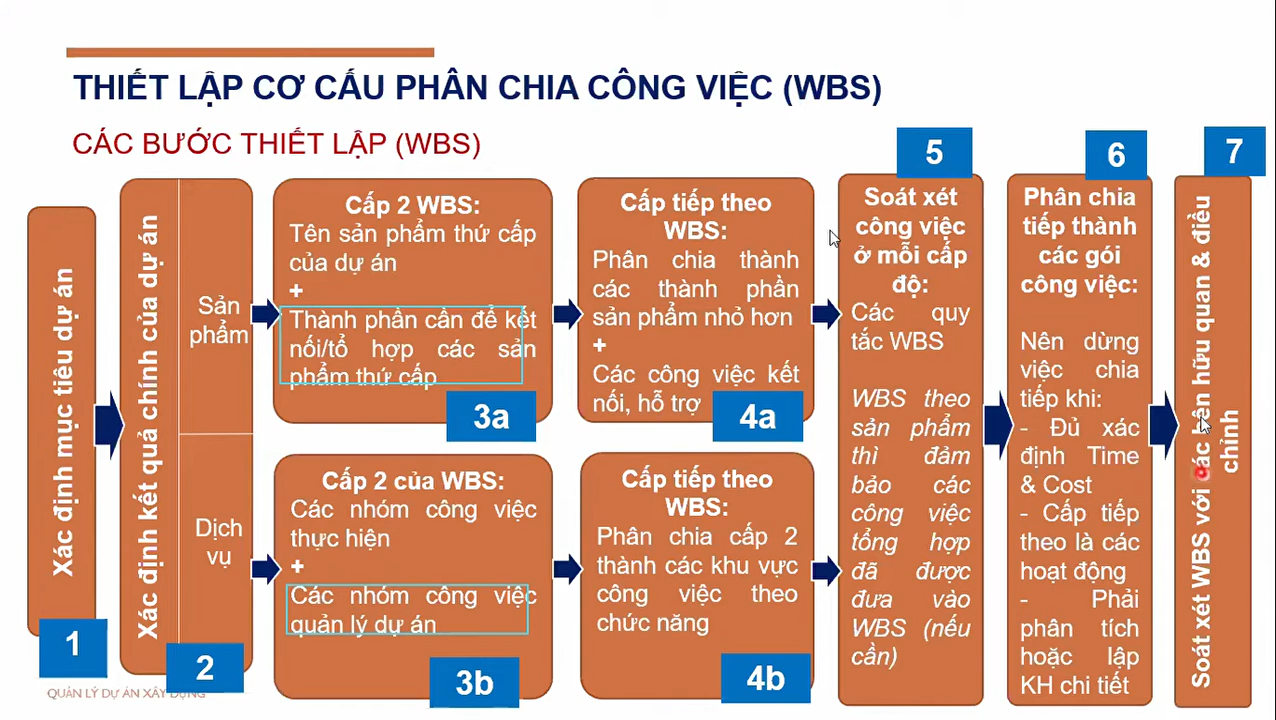 THIẾT LẬP CƠ CẤU PHÂN CHIA CÔNG VIỆC (WBS)
CÁC BƯỚC THIẾT LẬP (WBS)
Xác định mục tiêu dự án
1
Xác định kết quả chính của dự án
Sản
phẩm
Dịch
vụ
2
Cấp 2 WBS:
Tên sản phẩm thứ cấp
của dự án
+
Thành phần cần để kết
nối/tổ hợp các sản
phẩm thứ cấp
3a
Cấp 2 của WBS:
Các nhóm công việc
thực hiện
+
Các nhóm công việc
quản lý dự án
3b
Cấp tiếp theo
WBS:
Phân chia thành
các thành phần
sản phẩm nhỏ hơn
+
Các công việc kết
nối, hỗ trợ
4a
Cấp tiếp theo
WBS:
Phân chia cấp 2
thành các khu vực
công việc theo
chức năng
4b
5
Soát xét
công việc
ở mỗi cấp
độ:
Các quy
tắc WBS
WBS theo
sản phẩm
thì đảm
bảo các
công việc
tổng hợp
đã được
đưa vào
WBS (nếu
cần)
6
Phân chia
tiếp thành
các gói
công việc:
Nên dừng
việc chia
tiếp khi:
- Đủ xác
định Time
& Cost
- Cấp tiếp
theo là các
hoạt động
- Phải
phân tích
hoặc lập
KH chi tiết
7
Soát xét WBS với các bên hữu quan & điều
chỉnh
QUẢN LÝ DỰ ÁN XÂY DỰNG